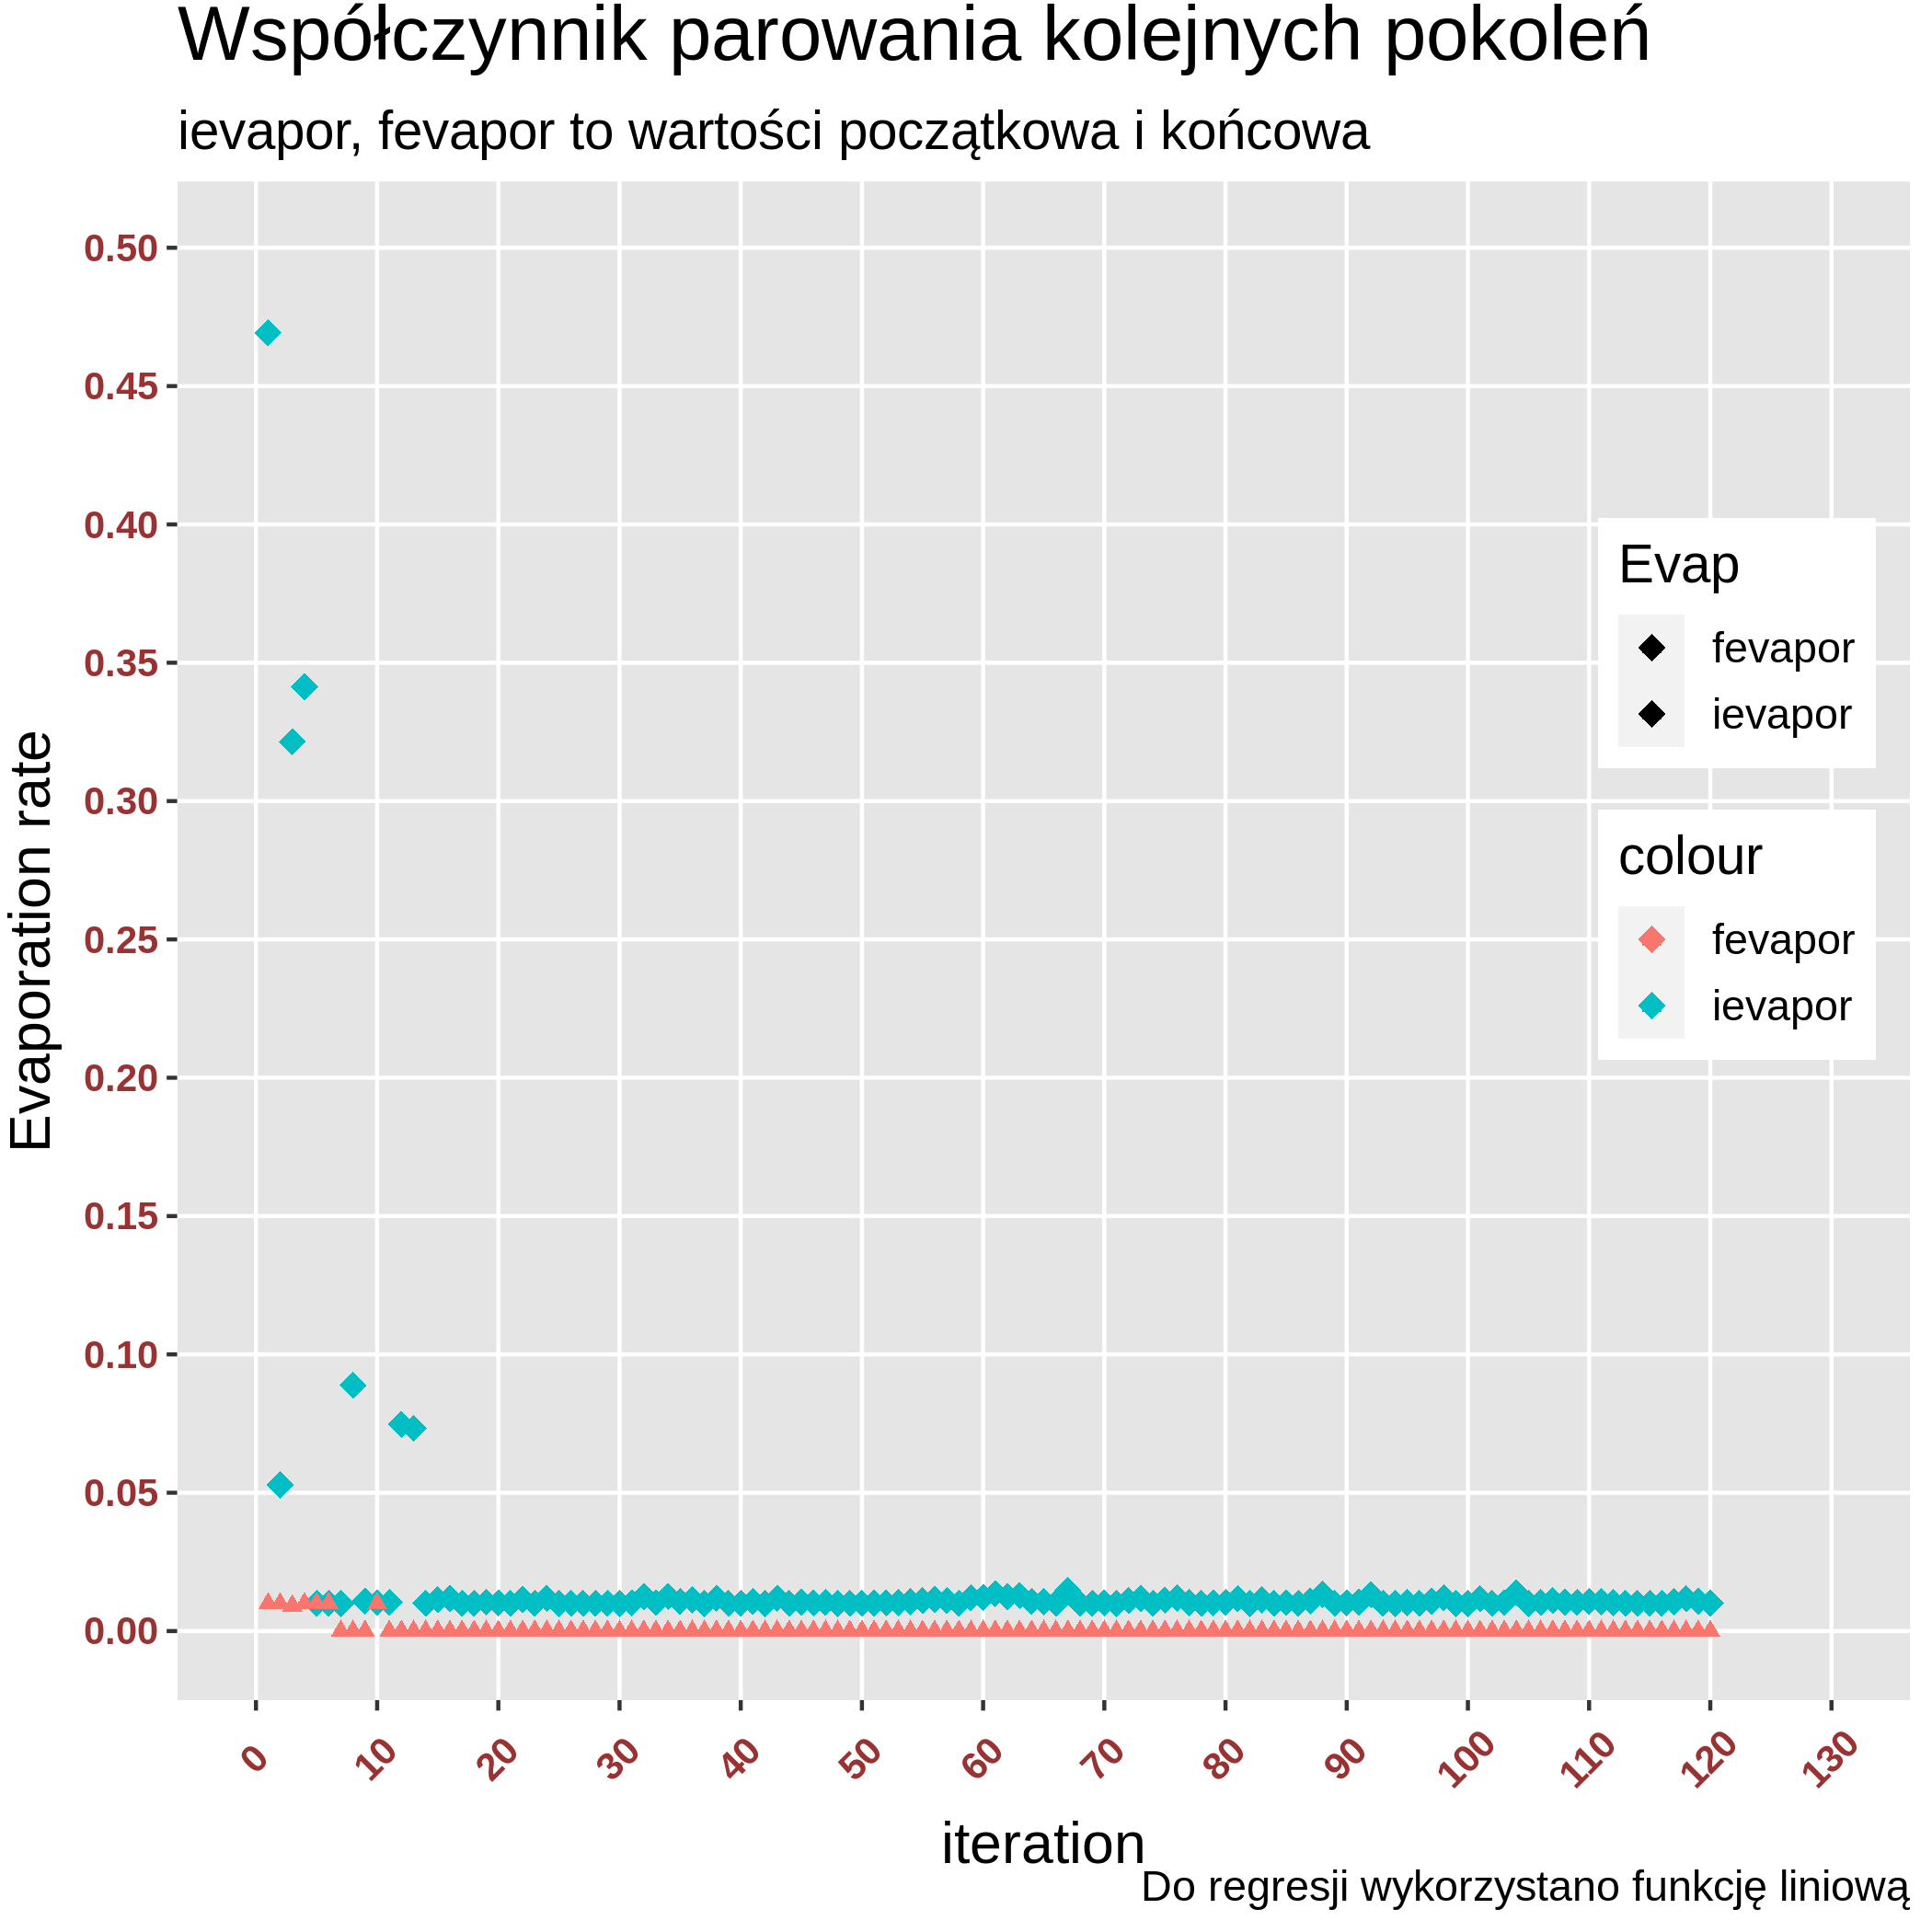 Współczynnik parowania kolejnych pokoleń
ievapor, fevapor to wartości początkowa i końcowa
Evaporation rate
0.50
0.45
0.40
0.35
0.30
0.25
0.20
0.15
0.10
0.05
0.00
Evap
fevapor
ievapor
colour
fevapor
ievapor
0 10 20 30 40 50 60 70 80 90 100 110 120 130
iteration
Do regresji wykorzystano funkcję liniową